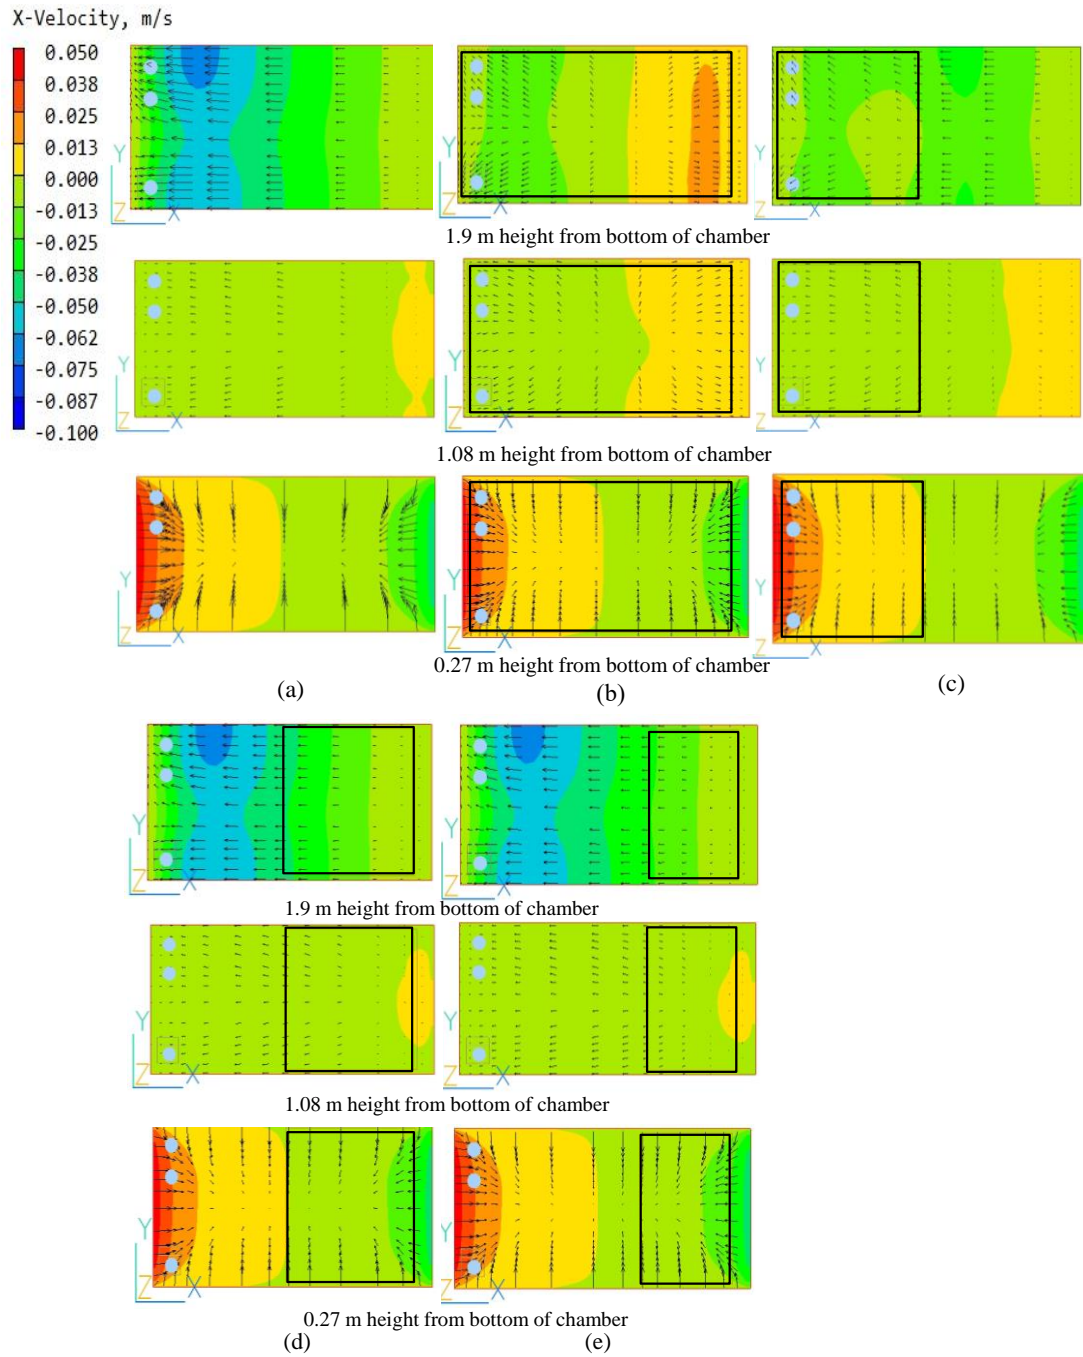 X-Velocity, m/s
0.050
0.038
0.025
0.013
0.000
-0.013
-0.025
-0.038
-0.050
-0.062
-0.075
-0.087
-0.100
Y
Z X
Y
Z X
Y
Z X
1.9 m height from bottom of chamber
Y
Z X
Y
Z X
Y
Z X
1.08 m height from bottom of chamber
Y
Z X
Y
Z X
Y
Z X
0.27 m height from bottom of chamber
(a) (b) (c)
Y
Z X
Y
Z X
1.9 m height from bottom of chamber
Y
Z X
Y
Z X
1.08 m height from bottom of chamber
Y
Z X
Y
Z X
0.27 m height from bottom of chamber
(d) (e)